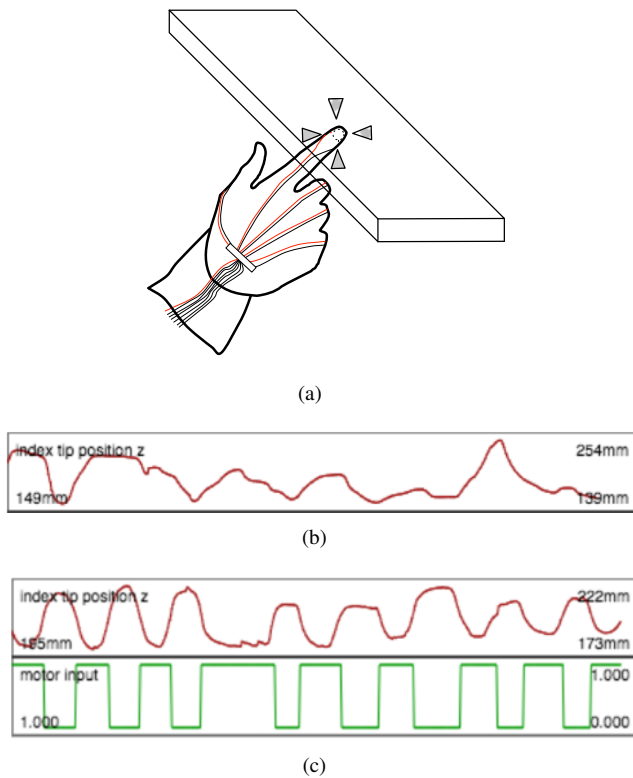 (a)
index tip position z 254mm
149mm 139mm
(b)
index tip position z 222mm
195mm 173mm
motor input 1.000
1.000 0.000
(c)